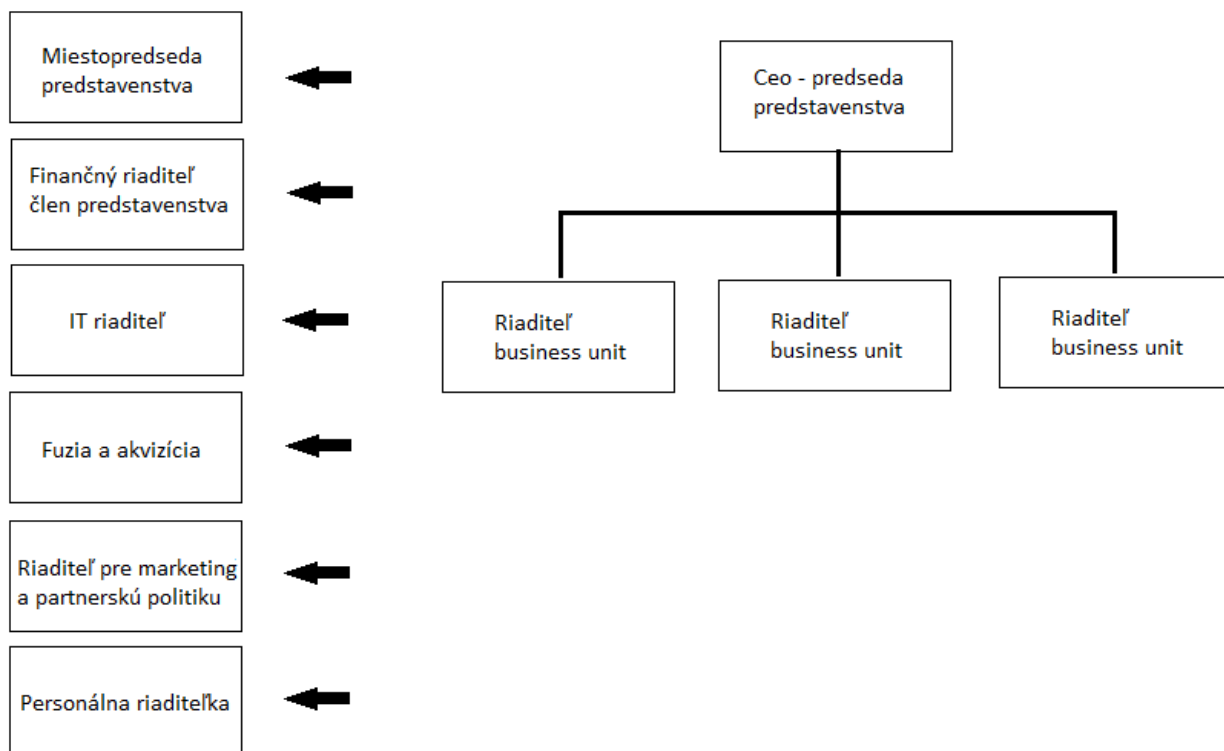 Miestopredseda
predstavenstva
Ceo - predseda
predstavenstva
Finančný riaditeľ
člen predstavenstva
IT riaditeľ
Riaditeľ
business unit
Riaditeľ
business unit
Riaditeľ
business unit
Fuzia a akvizícia
Riaditeľ pre marketing
a partnerskú politiku
Personálna riaditeľka